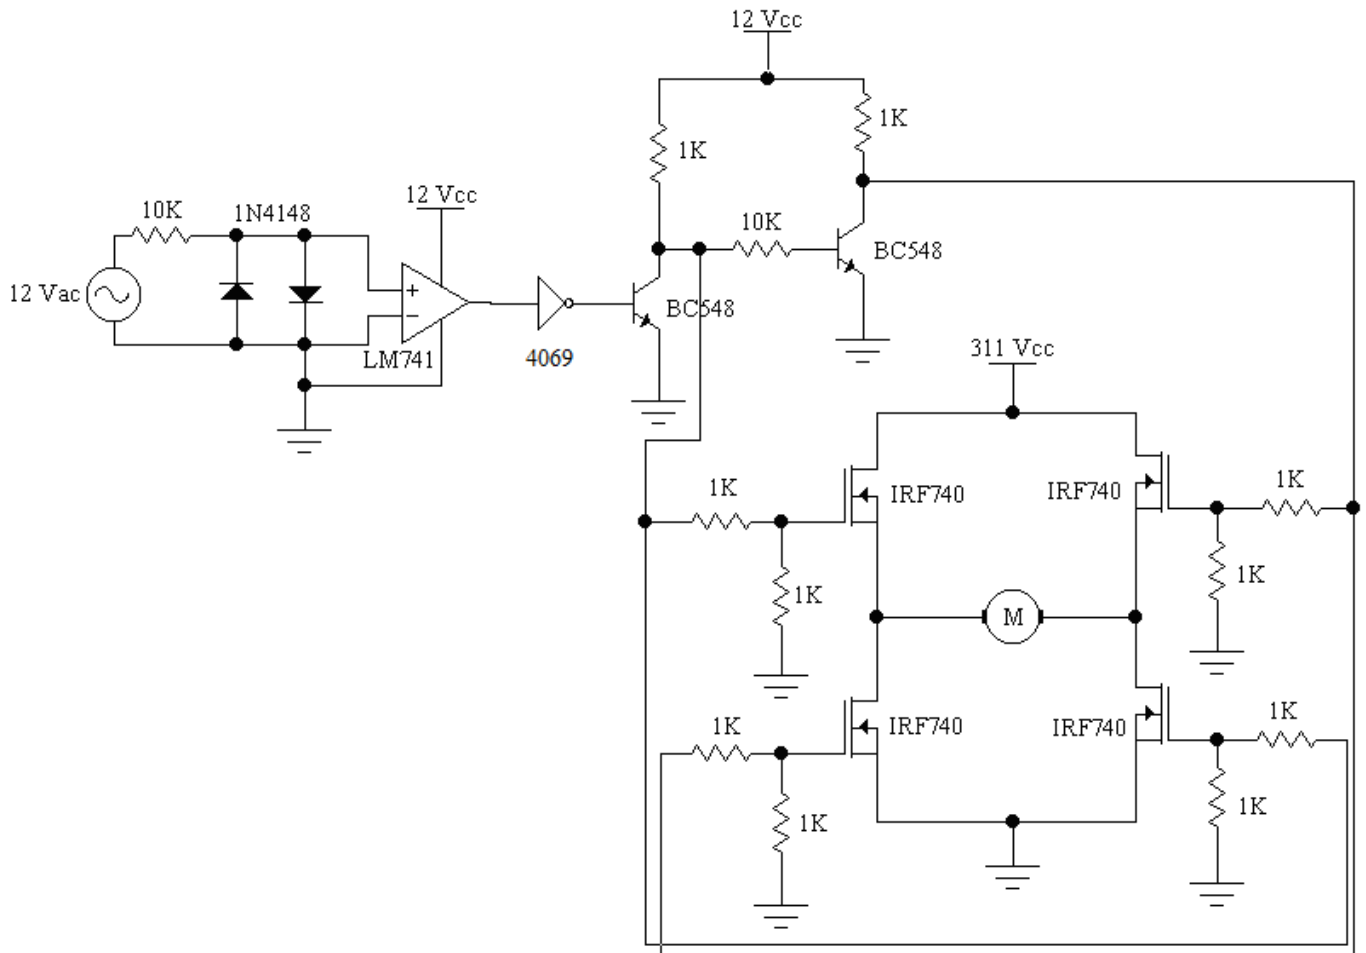 12 Vcc
1K
1K
12 Vcc
10K
1N4148
10K
BC548
12 Vac
+
−
BC548
LM741
4069
311 Vcc
1K
IRF740
IRF740
1K
1K
1K
M
1K
IRF740
IRF740
1K
1K
1K